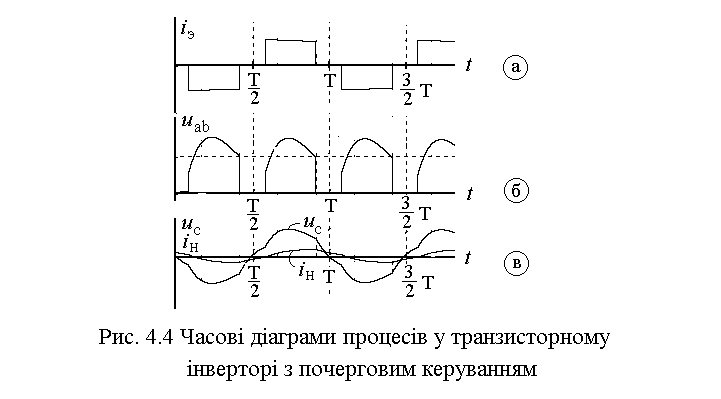 iэ
T/2 T 3/2 T t а
uab
T/2 T 3/2 T t б
uc uc
iн iн
T/2 T 3/2 T t в
Рис. 4.4 Часові діаграми процесів у транзисторному
інверторі з почерговим керуванням